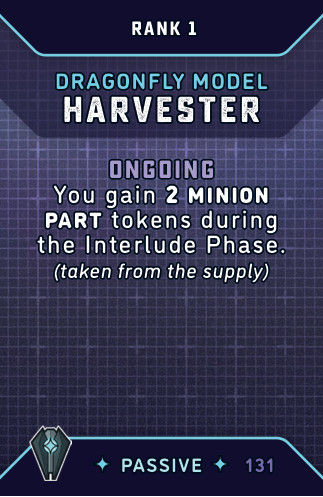 RANK 1
DRAGONFLY MODEL
HARVESTER
ONGOING
You gain 2 MINION
PART tokens during
the Interlude Phase.
(taken from the supply)
✦ PASSIVE ✦ 131